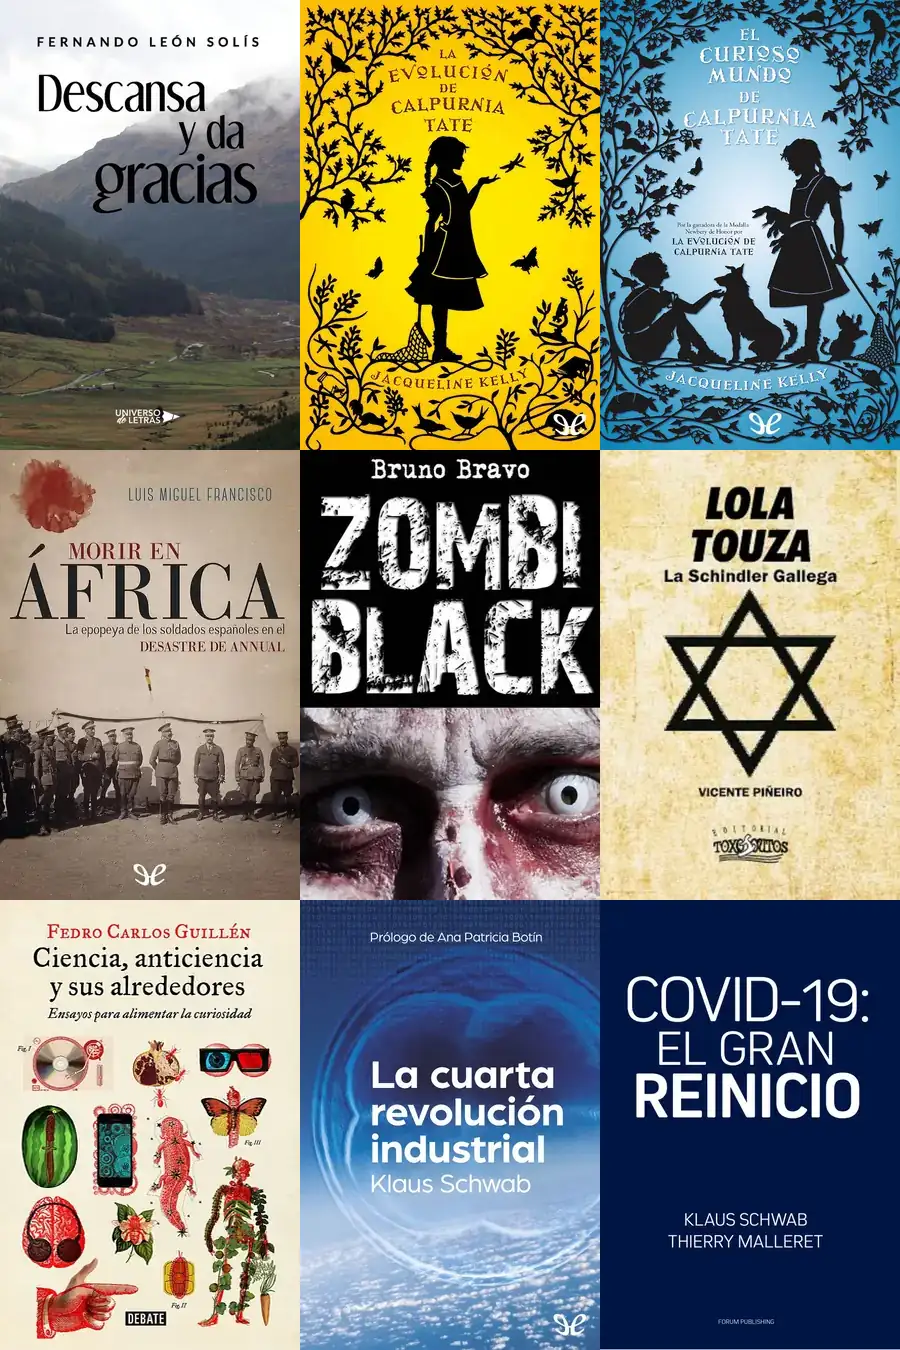 FERNANDO LEÓN SOLÍS
Descansa
y da
gracias
UNIVERSO
de LETRAS
LA
EVOLUCIÓN
DE
CALPURNIA
TATE
JACQUELINE KELLY
EL
CURIOSO
MUNDO
DE
CALPURNIA
TATE
Por la ganadora de la Medalla
Newbery de Honor por
LA EVOLUCIÓN DE
CALPURNIA TATE
JACQUELINE KELLY
LUIS MIGUEL FRANCISCO
MORIR EN
ÁFRICA
La epopeya de los soldados españoles en el
DESASTRE DE ANNUAL
Bruno Bravo
ZOMBI
BLACK
LOLA
TOUZA
La Schindler Gallega
VICENTE PIÑEIRO
EDITORIAL
TOXOSOUTOS
FEDRO CARLOS GUILLÉN
Ciencia, anticiencia
y sus alrededores
Ensayos para alimentar la curiosidad
Fig. I
Fig. III
Fig. II
DEBATE
Prólogo de Ana Patricia Botín
La cuarta
revolución
industrial
Klaus Schwab
COVID-19:
EL GRAN
REINICIO
KLAUS SCHWAB
THIERRY MALLERET
FORUM PUBLISHING